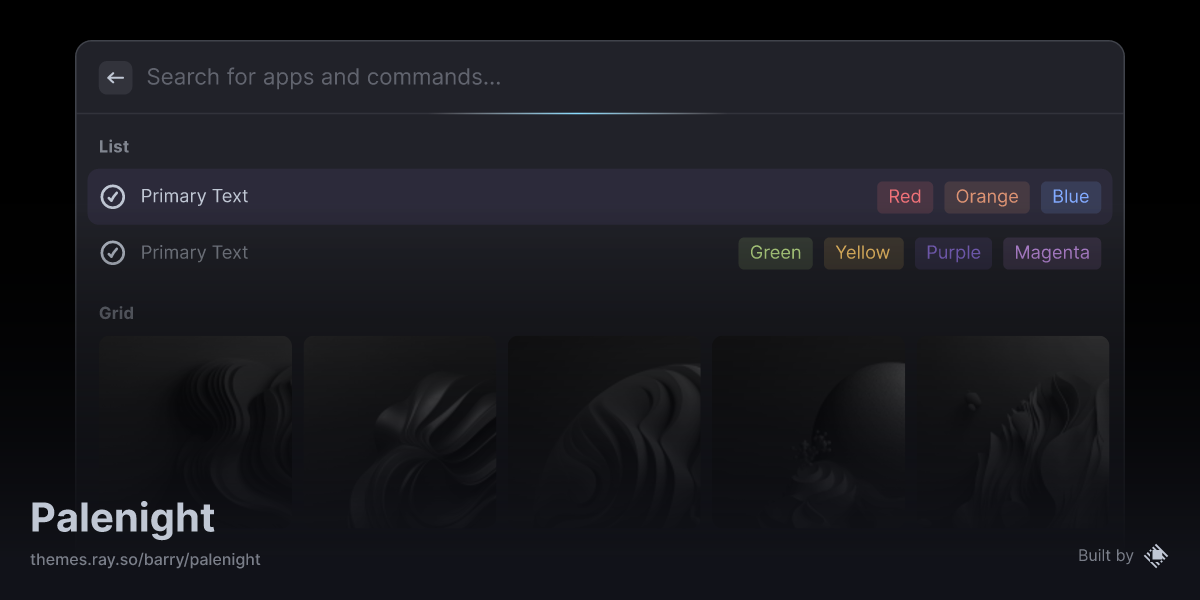 Search for apps and commands...
List
Primary Text Red Orange Blue
Primary Text Green Yellow Purple Magenta
Grid
Palenight
themes.ray.so/barry/palenight
Built by